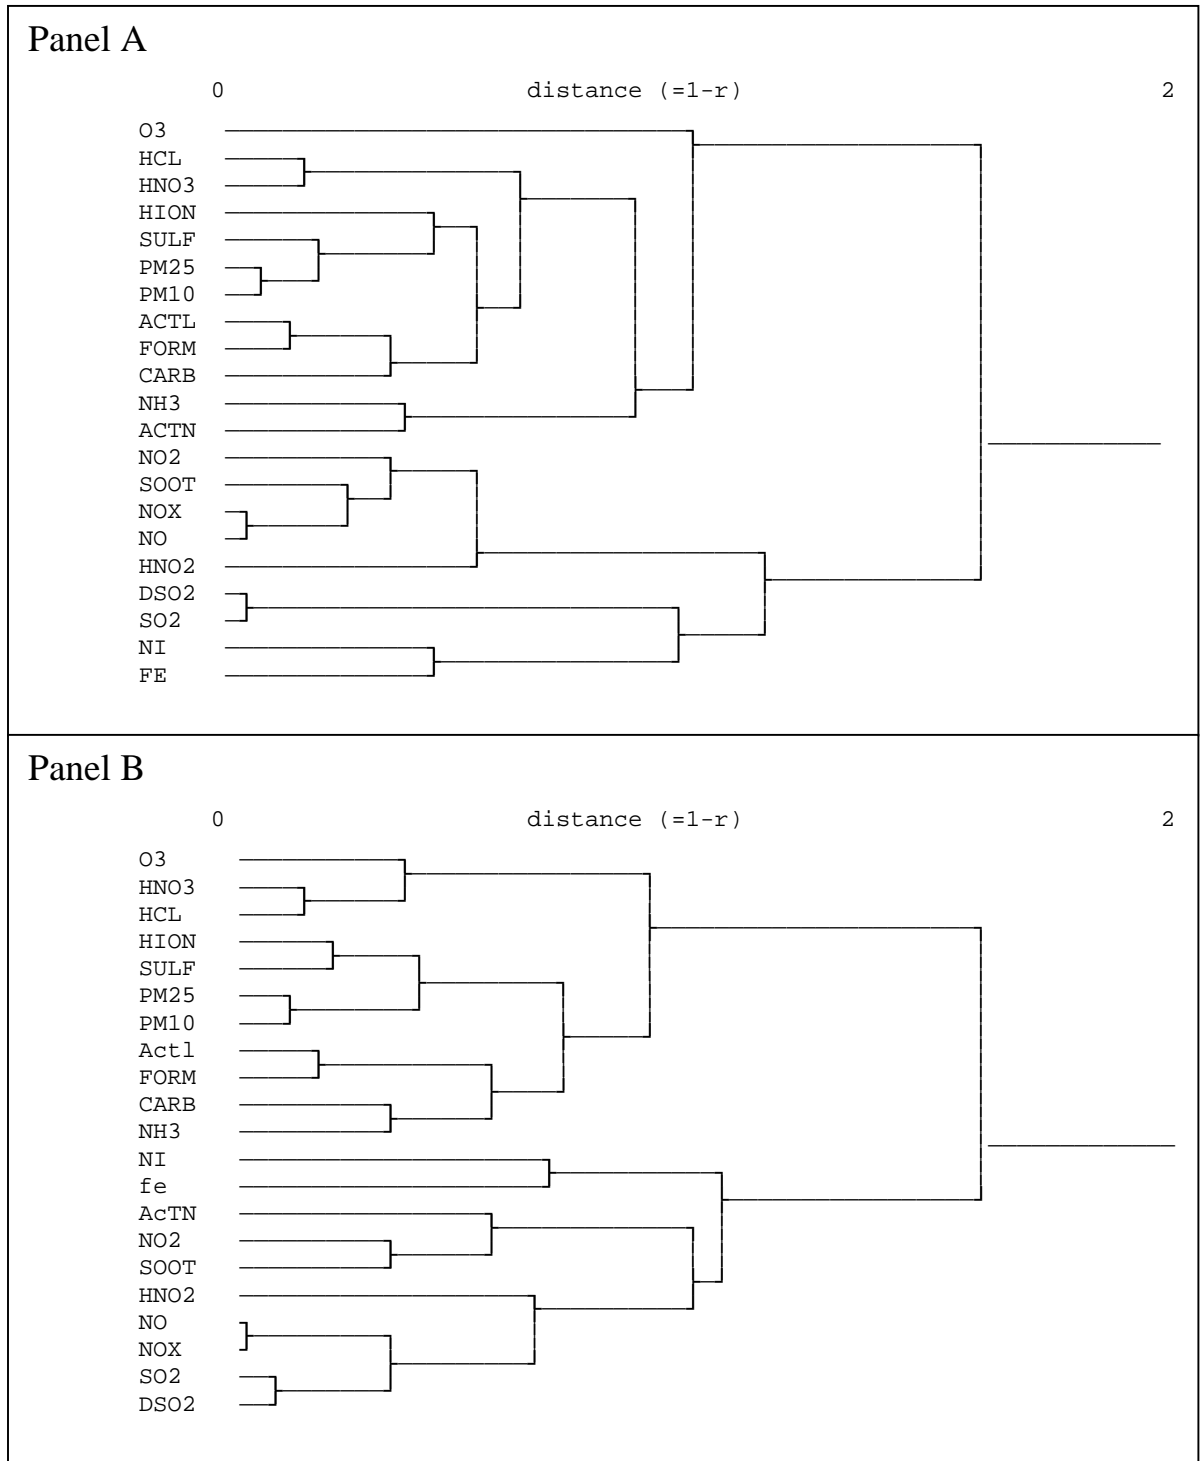 Panel A
0 distance (=1-r) 2
O3
HCL
HNO3
HION
SULF
PM25
PM10
ACTL
FORM
CARB
NH3
ACTN
NO2
SOOT
NOX
NO
HNO2
DSO2
SO2
NI
FE
Panel B
0 distance (=1-r) 2
O3
HNO3
HCL
HION
SULF
PM25
PM10
Actl
FORM
CARB
NH3
NI
fe
AcTN
NO2
SOOT
HNO2
NO
NOX
SO2
DSO2